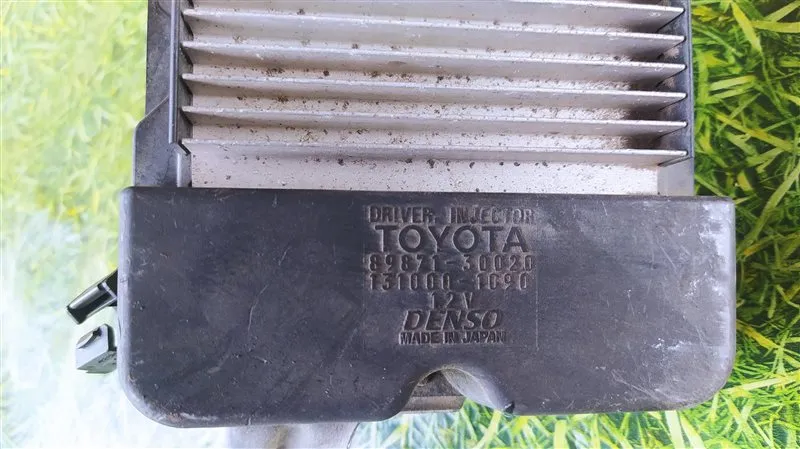 DRIVER, INJECTOR
TOYOTA
89871-30020
131000-1090
12V
DENSO
MADE IN JAPAN